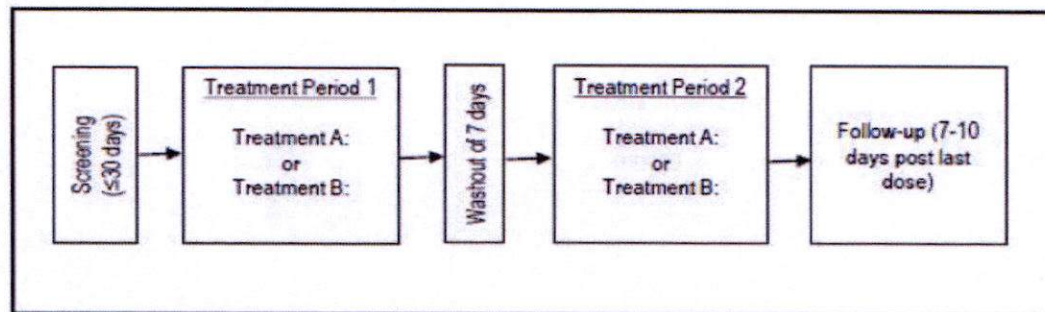 Screening
(≤30 days)
Treatment Period 1
Treatment A:
or
Treatment B:
Washout of 7 days
Treatment Period 2
Treatment A:
or
Treatment B:
Follow-up (7-10
days post last
dose)